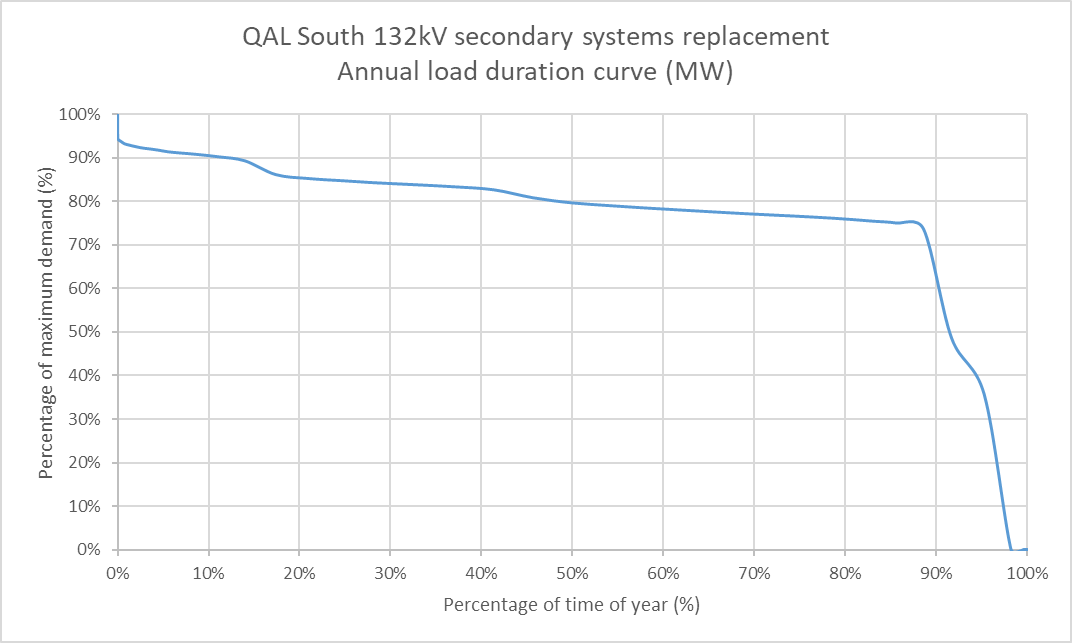 QAL South 132kV secondary systems replacement
Annual load duration curve (MW)
Percentage of maximum demand (%)
100%
90%
80%
70%
60%
50%
40%
30%
20%
10%
0%
0% 10% 20% 30% 40% 50% 60% 70% 80% 90% 100%
Percentage of time of year (%)